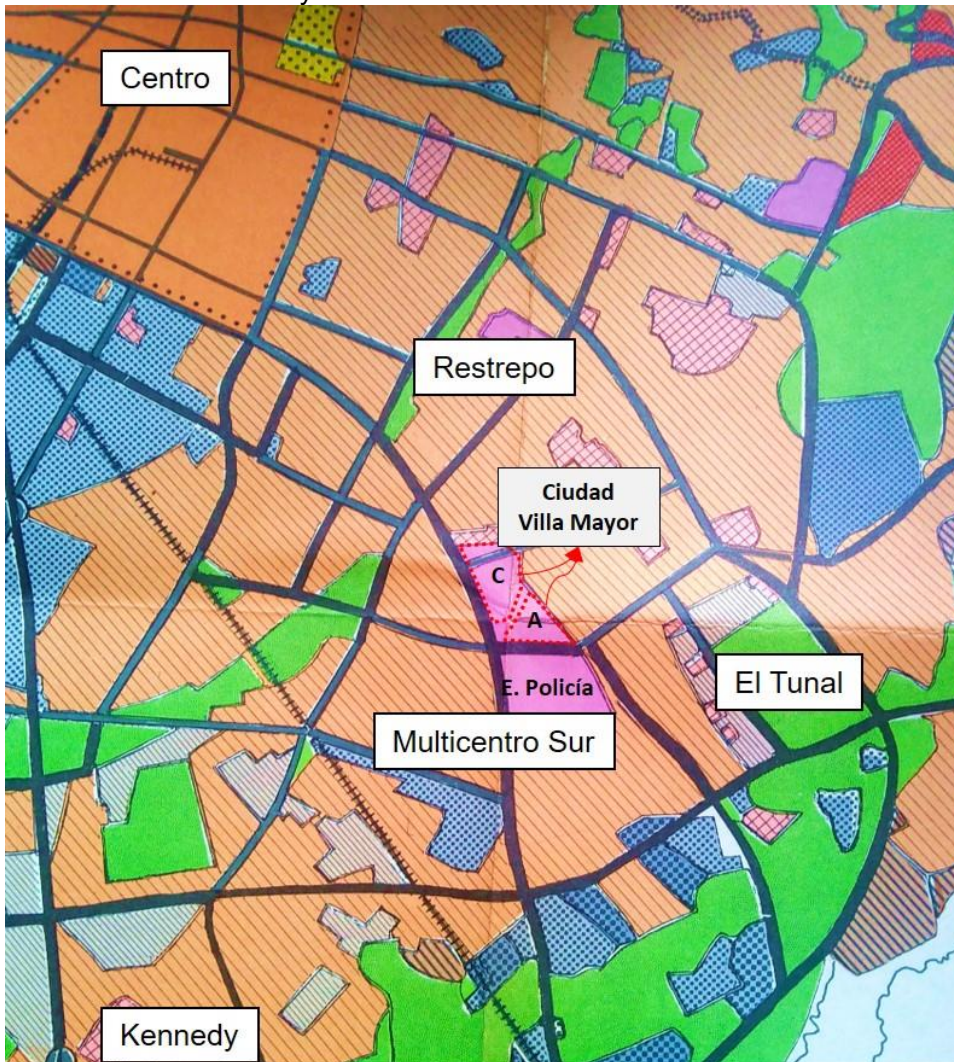 Centro
Restrepo
Ciudad
Villa Mayor
C
A
E. Policía
El Tunal
Multicentro Sur
Kennedy